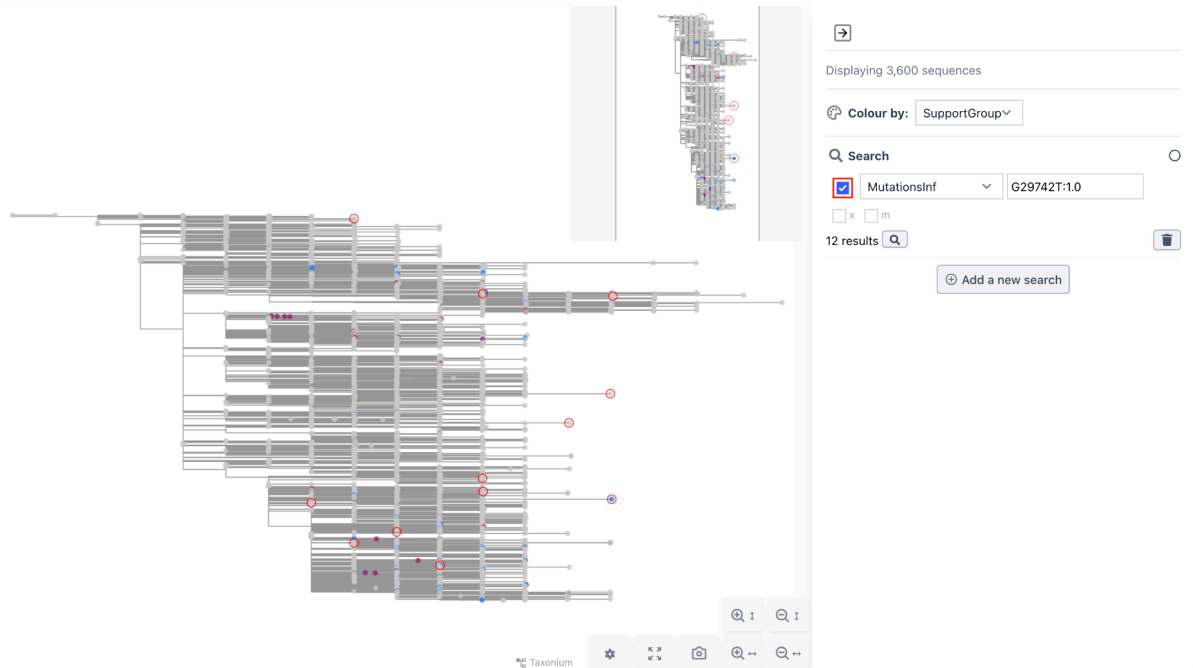 Displaying 3,600 sequences
Colour by: SupportGroup
Search
MutationsInf G29742T:1.0
x m
12 results
Add a new search
Taxonium